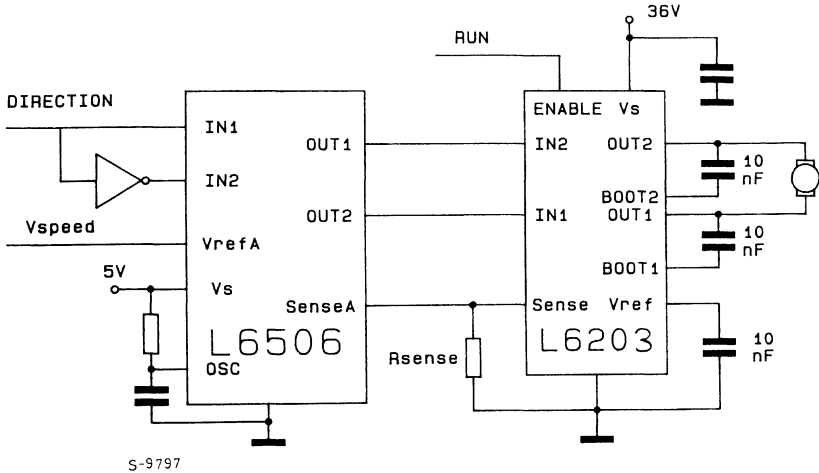 36V
RUN
DIRECTION
ENABLE Vs
IN1
OUT1
IN2
OUT2
10
nF
IN2
BOOT2
OUT2
IN1
OUT1
Vspeed
VrefA
10
nF
BOOT1
5V
Vs
SenseA
Sense Vref
L6506
L6203
Rsense
10
nF
OSC
S-9797